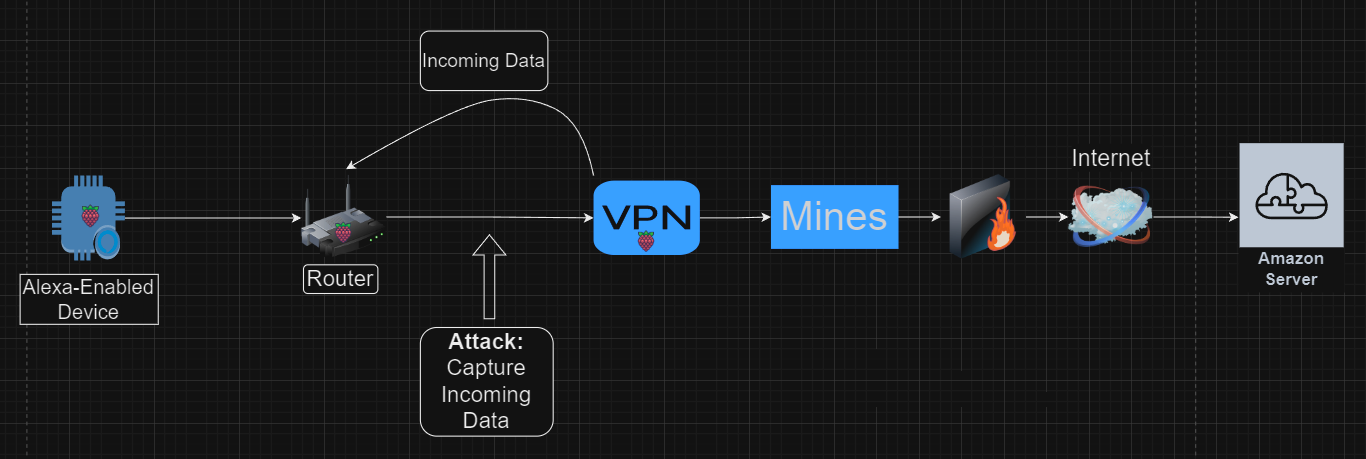 Incoming Data
Internet
VPN
Mines
Router
Alexa-Enabled
Device
Amazon
Server
Attack:
Capture
Incoming
Data